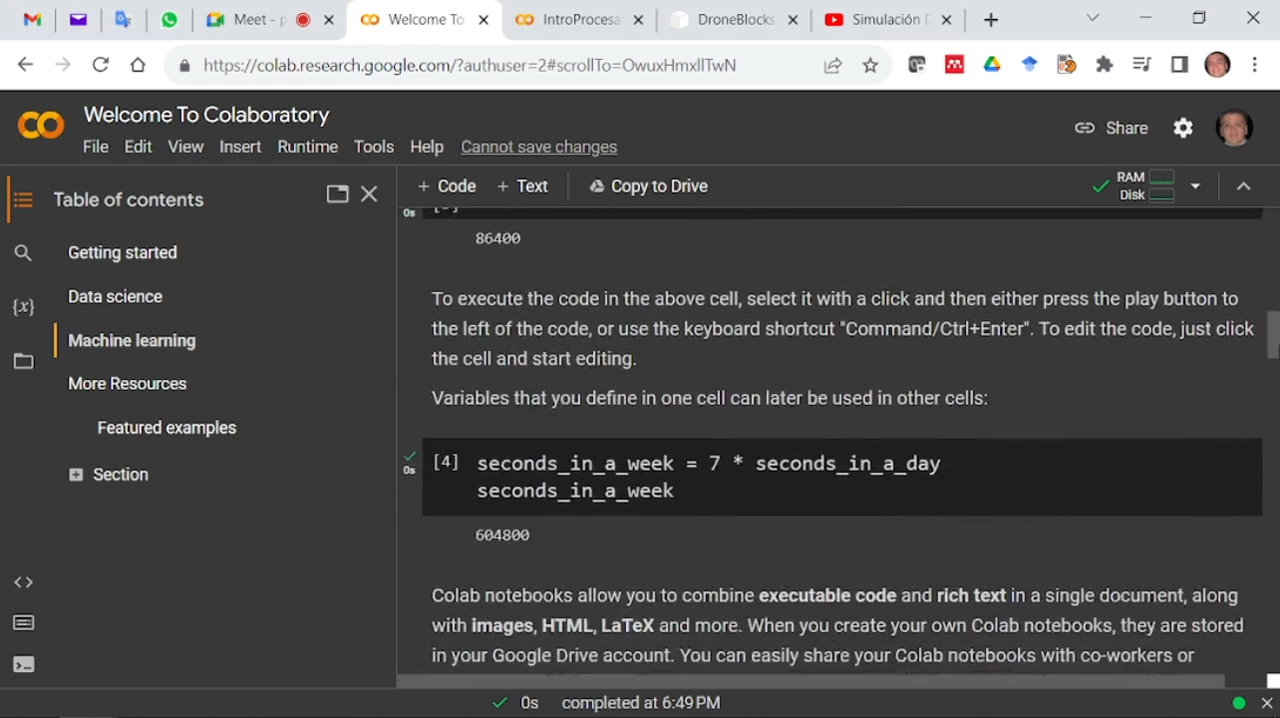 Meet - p
Welcome To
IntroProcesa
DroneBlocks
Simulación D
https://colab.research.google.com/?authuser=2#scrollTo=OwuxHmxllTwN
CO
Welcome To Colaboratory
File Edit View Insert Runtime Tools Help Cannot save changes
Share
Table of contents
Getting started
Data science
Machine learning
More Resources
Featured examples
Section
+ Code + Text Copy to Drive
RAM
Disk
0s
86400
To execute the code in the above cell, select it with a click and then either press the play button to
the left of the code, or use the keyboard shortcut "Command/Ctrl+Enter". To edit the code, just click
the cell and start editing.
Variables that you define in one cell can later be used in other cells:
0s
[4] seconds_in_a_week = 7 * seconds_in_a_day
seconds_in_a_week
604800
Colab notebooks allow you to combine executable code and rich text in a single document, along
with images, HTML, LaTeX and more. When you create your own Colab notebooks, they are stored
in your Google Drive account. You can easily share your Colab notebooks with co-workers or
0s completed at 6:49 PM